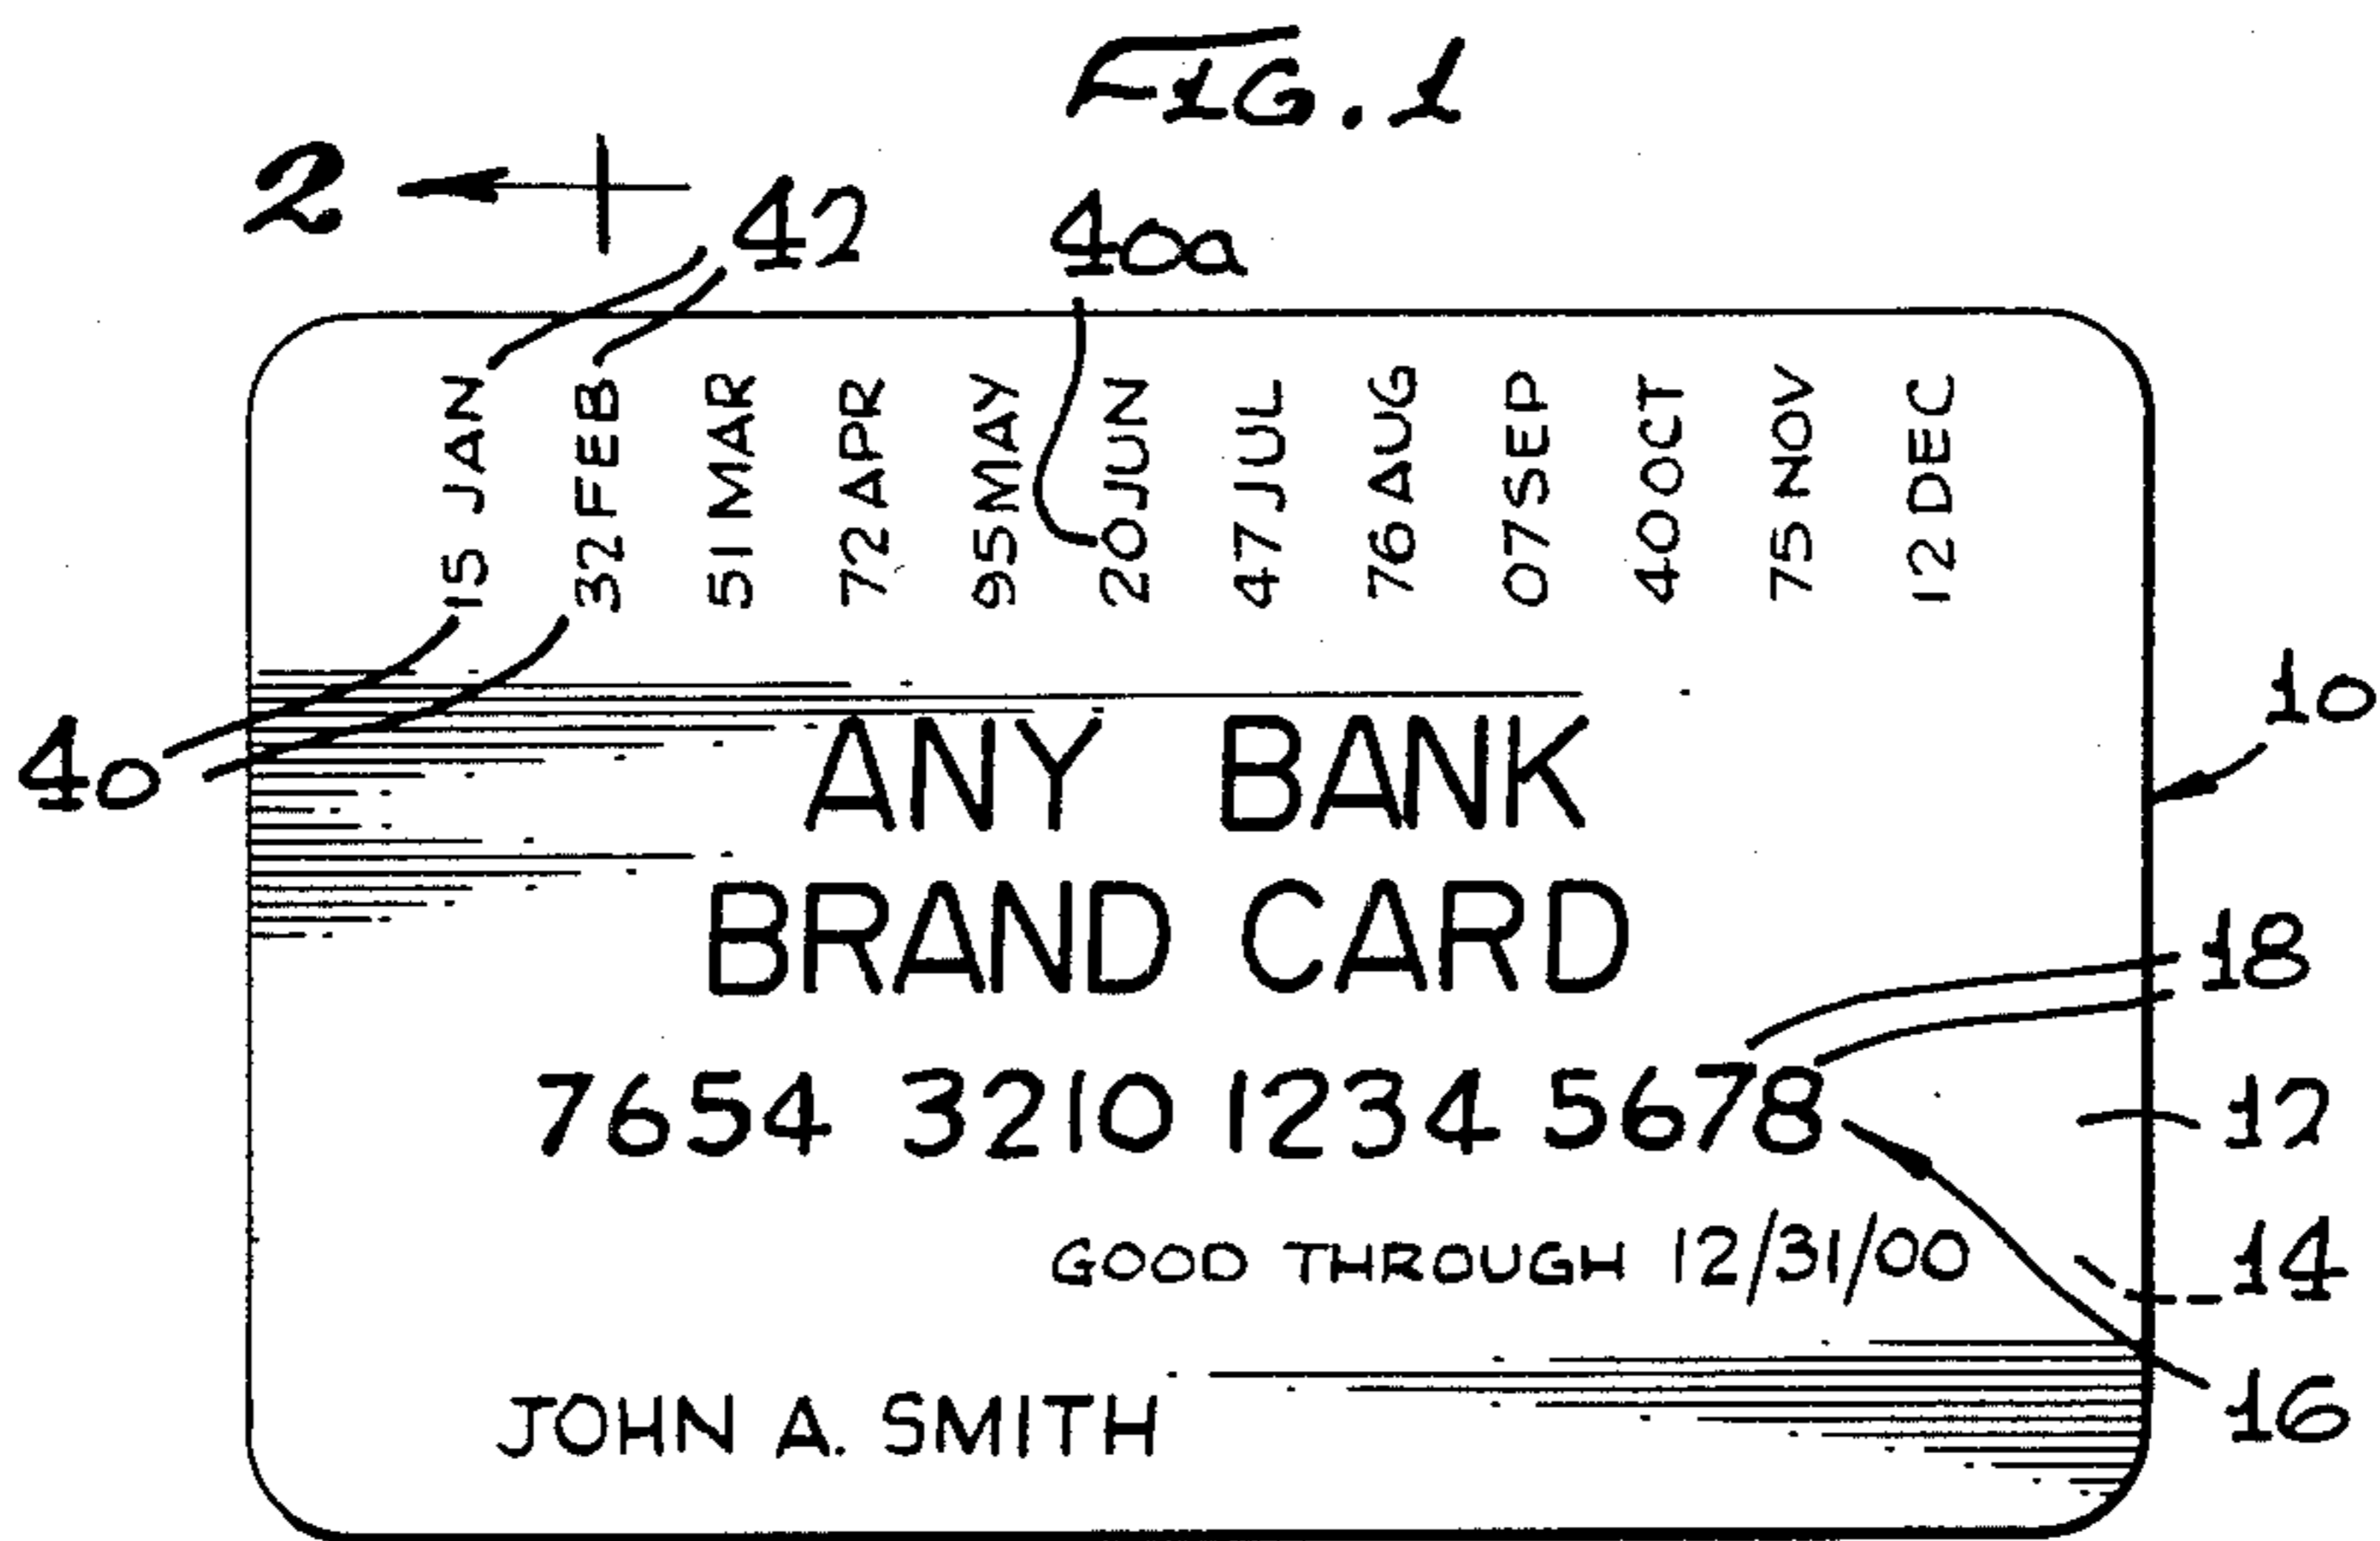 FIG. 1
2
42
40a
15 JAN
32 FEB
51 MAR
72 APR
95 MAY
20 JUN
47 JUL
76 AUG
07 SEP
40 OCT
75 NOV
12 DEC
10
40
ANY BANK
BRAND CARD
18
7654 3210 1234 5678
12
GOOD THROUGH 12/31/00
14
JOHN A. SMITH
16